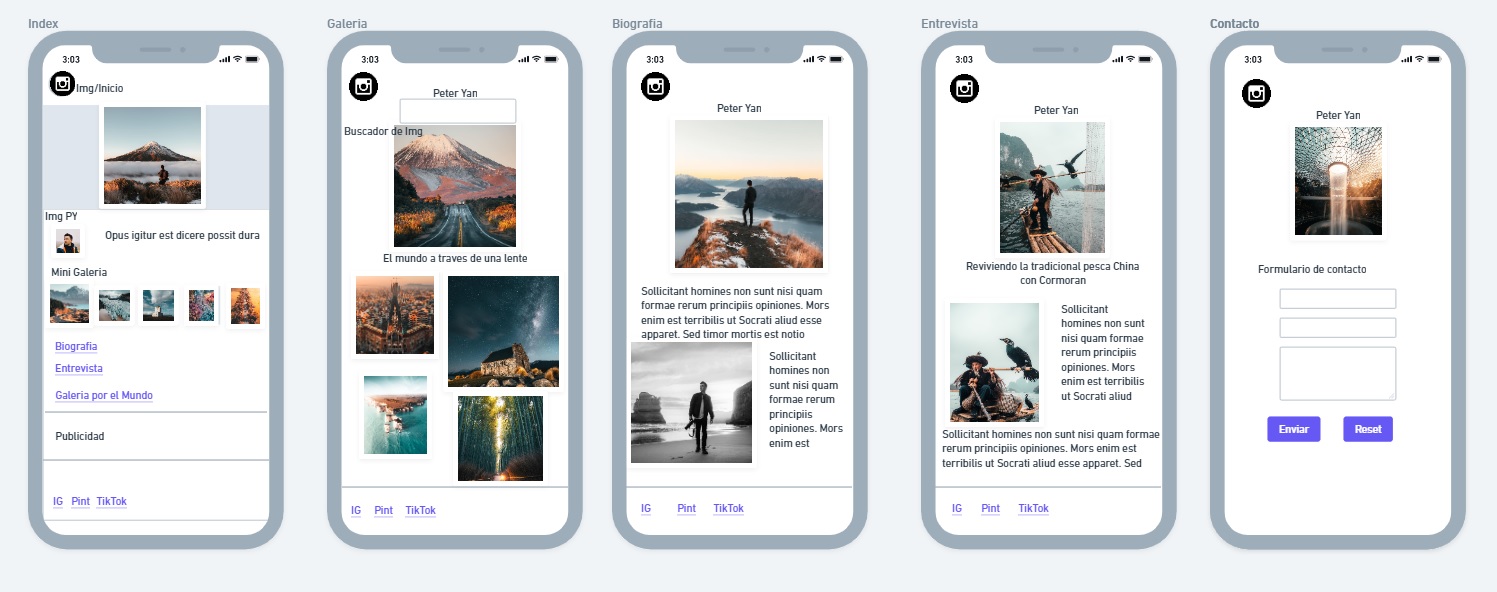 Index
3:03
Img/Inicio
Img PY
Opus igitur est dicere possit dura
Mini Galeria
Biografia
Entrevista
Galeria por el Mundo
Publicidad
IG Pint TikTok
Galeria
3:03
Peter Yan
Buscador de Img
El mundo a traves de una lente
IG Pint TikTok
Biografia
3:03
Peter Yan
Sollicitant homines non sunt nisi quam
formae rerum principiis opiniones. Mors
enim est terribilis ut Socrati aliud esse
apparet. Sed timor mortis est notio
Sollicitant
homines non
sunt nisi quam
formae rerum
principiis
opiniones. Mors
enim est
IG Pint TikTok
Entrevista
3:03
Peter Yan
Reviviendo la tradicional pesca China
con Cormoran
Sollicitant
homines non sunt
nisi quam formae
rerum principiis
opiniones. Mors
enim est terribilis
ut Socrati aliud
Sollicitant homines non sunt nisi quam formae
rerum principiis opiniones. Mors enim est
terribilis ut Socrati aliud esse apparet. Sed
IG Pint TikTok
Contacto
3:03
Peter Yan
Formulario de contacto
Enviar Reset